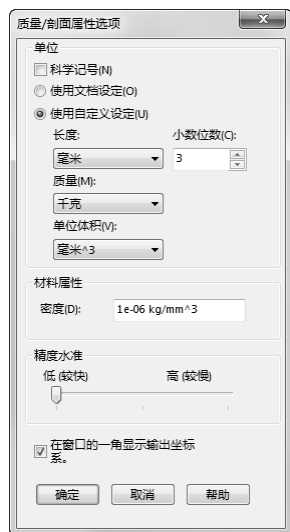 质量/剖面属性选项
单位
科学记号(N)
使用文档设定(O)
使用自定义设定(U)
长度: 小数位数(C):
毫米 3
质量(M):
千克
单位体积(V):
毫米^3
材料属性
密度(D): 1e-06 kg/mm^3
精度水准
低 (较快) 高 (较慢)
在窗口的一角显示输出坐标
系。
确定 取消 帮助